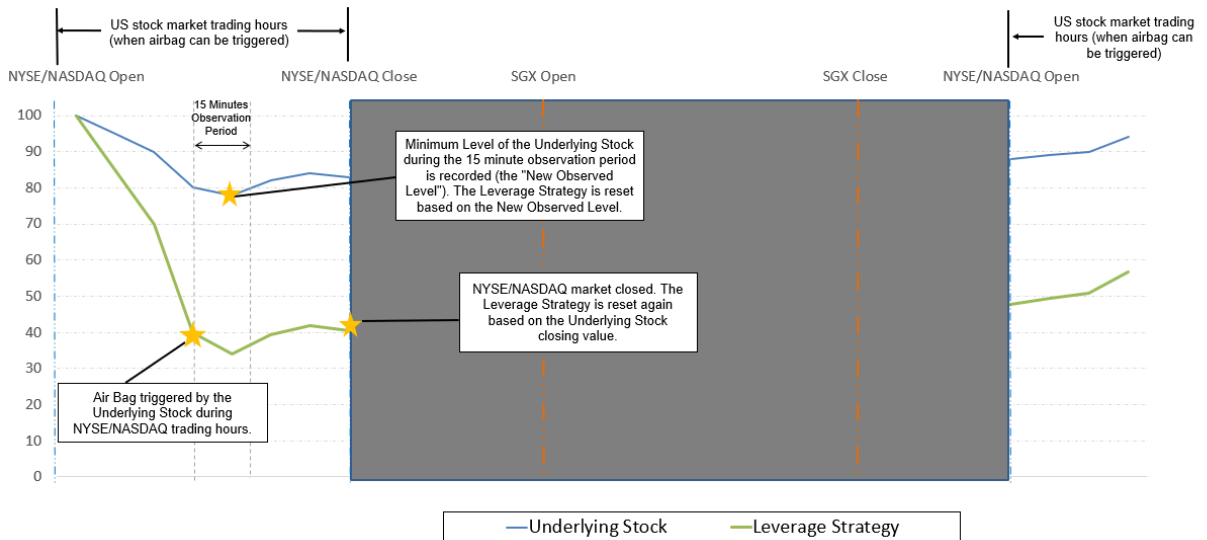 US stock market trading hours
(when airbag can be triggered)
US stock market trading
hours (when airbag can
be triggered)
NYSE/NASDAQ Open
NYSE/NASDAQ Close
SGX Open
SGX Close
NYSE/NASDAQ Open
15 Minutes
Observation
Period
100
90
80
70
60
50
40
30
20
10
0
Minimum Level of the Underlying Stock
during the 15 minute observation period
is recorded (the "New Observed
Level"). The Leverage Strategy is reset
based on the New Observed Level.
NYSE/NASDAQ market closed. The
Leverage Strategy is reset again
based on the Underlying Stock
closing value.
Air Bag triggered by the
Underlying Stock during
NYSE/NASDAQ trading hours.
Underlying Stock
Leverage Strategy